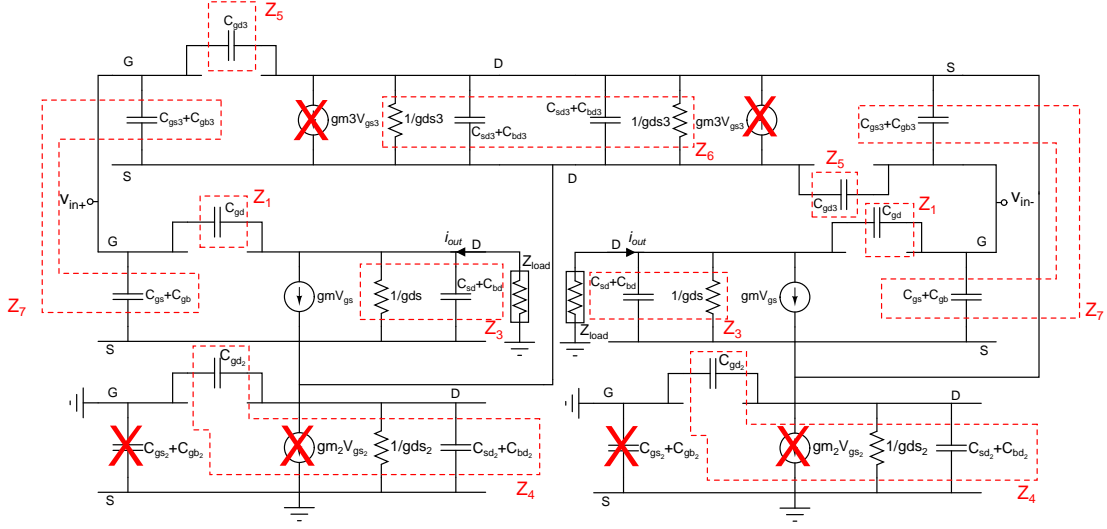 Z5
Cgd3
G
D
S
Cgs3+Cgb3
gm3Vgs3
1/gds3
Csd3+Cbd3
Csd3+Cbd3
1/gds3
gm3Vgs3
Cgs3+Cgb3
Z6
S
D
Z5
Cgd3
Vin+
Z1
Cgd
Cgd
Z1
Vin-
G
iout
D
Zload
D
iout
G
Cgs+Cgb
gmVgs
1/gds
Csd+Cbd
Csd+Cbd
1/gds
gmVgs
Cgs+Cgb
Z7
Z3
Zload
Z3
Z7
S
S
Cgd2
Cgd2
G
D
G
D
Cgs2+Cgb2
gm2Vgs2
1/gds2
Csd2+Cbd2
Cgs2+Cgb2
gm2Vgs2
1/gds2
Csd2+Cbd2
Z4
Z4
S
S